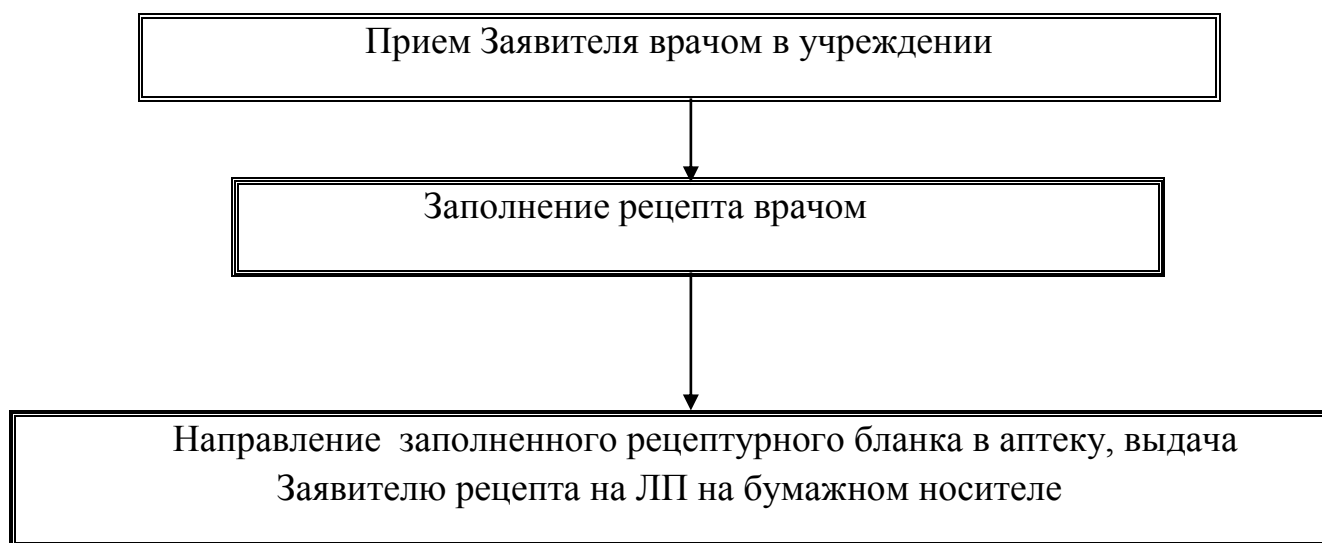 Прием Заявителя врачом в учреждении
Заполнение рецепта врачом
Направление заполненного рецептурного бланка в аптеку, выдача
Заявителю рецепта на ЛП на бумажном носителе